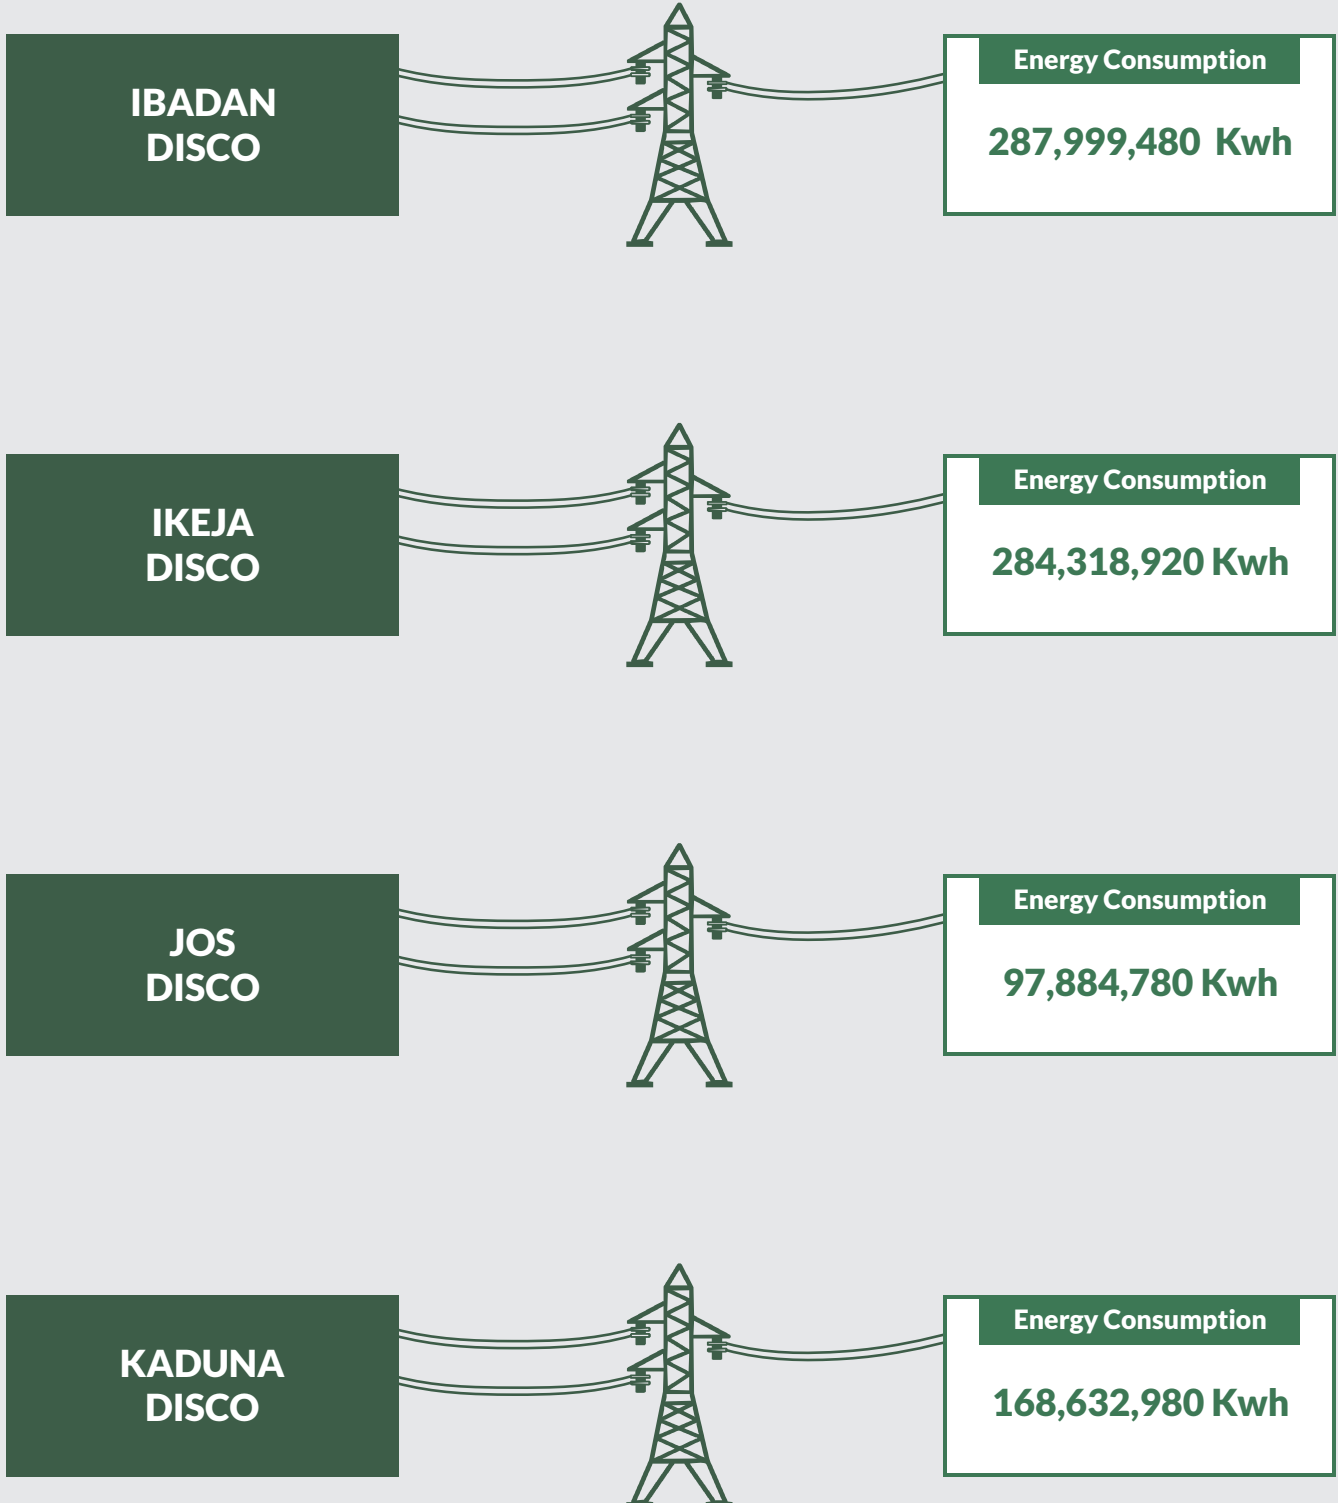 IBADAN
DISCO
Energy Consumption
287,999,480 Kwh
IKEJA
DISCO
Energy Consumption
284,318,920 Kwh
JOS
DISCO
Energy Consumption
97,884,780 Kwh
KADUNA
DISCO
Energy Consumption
168,632,980 Kwh